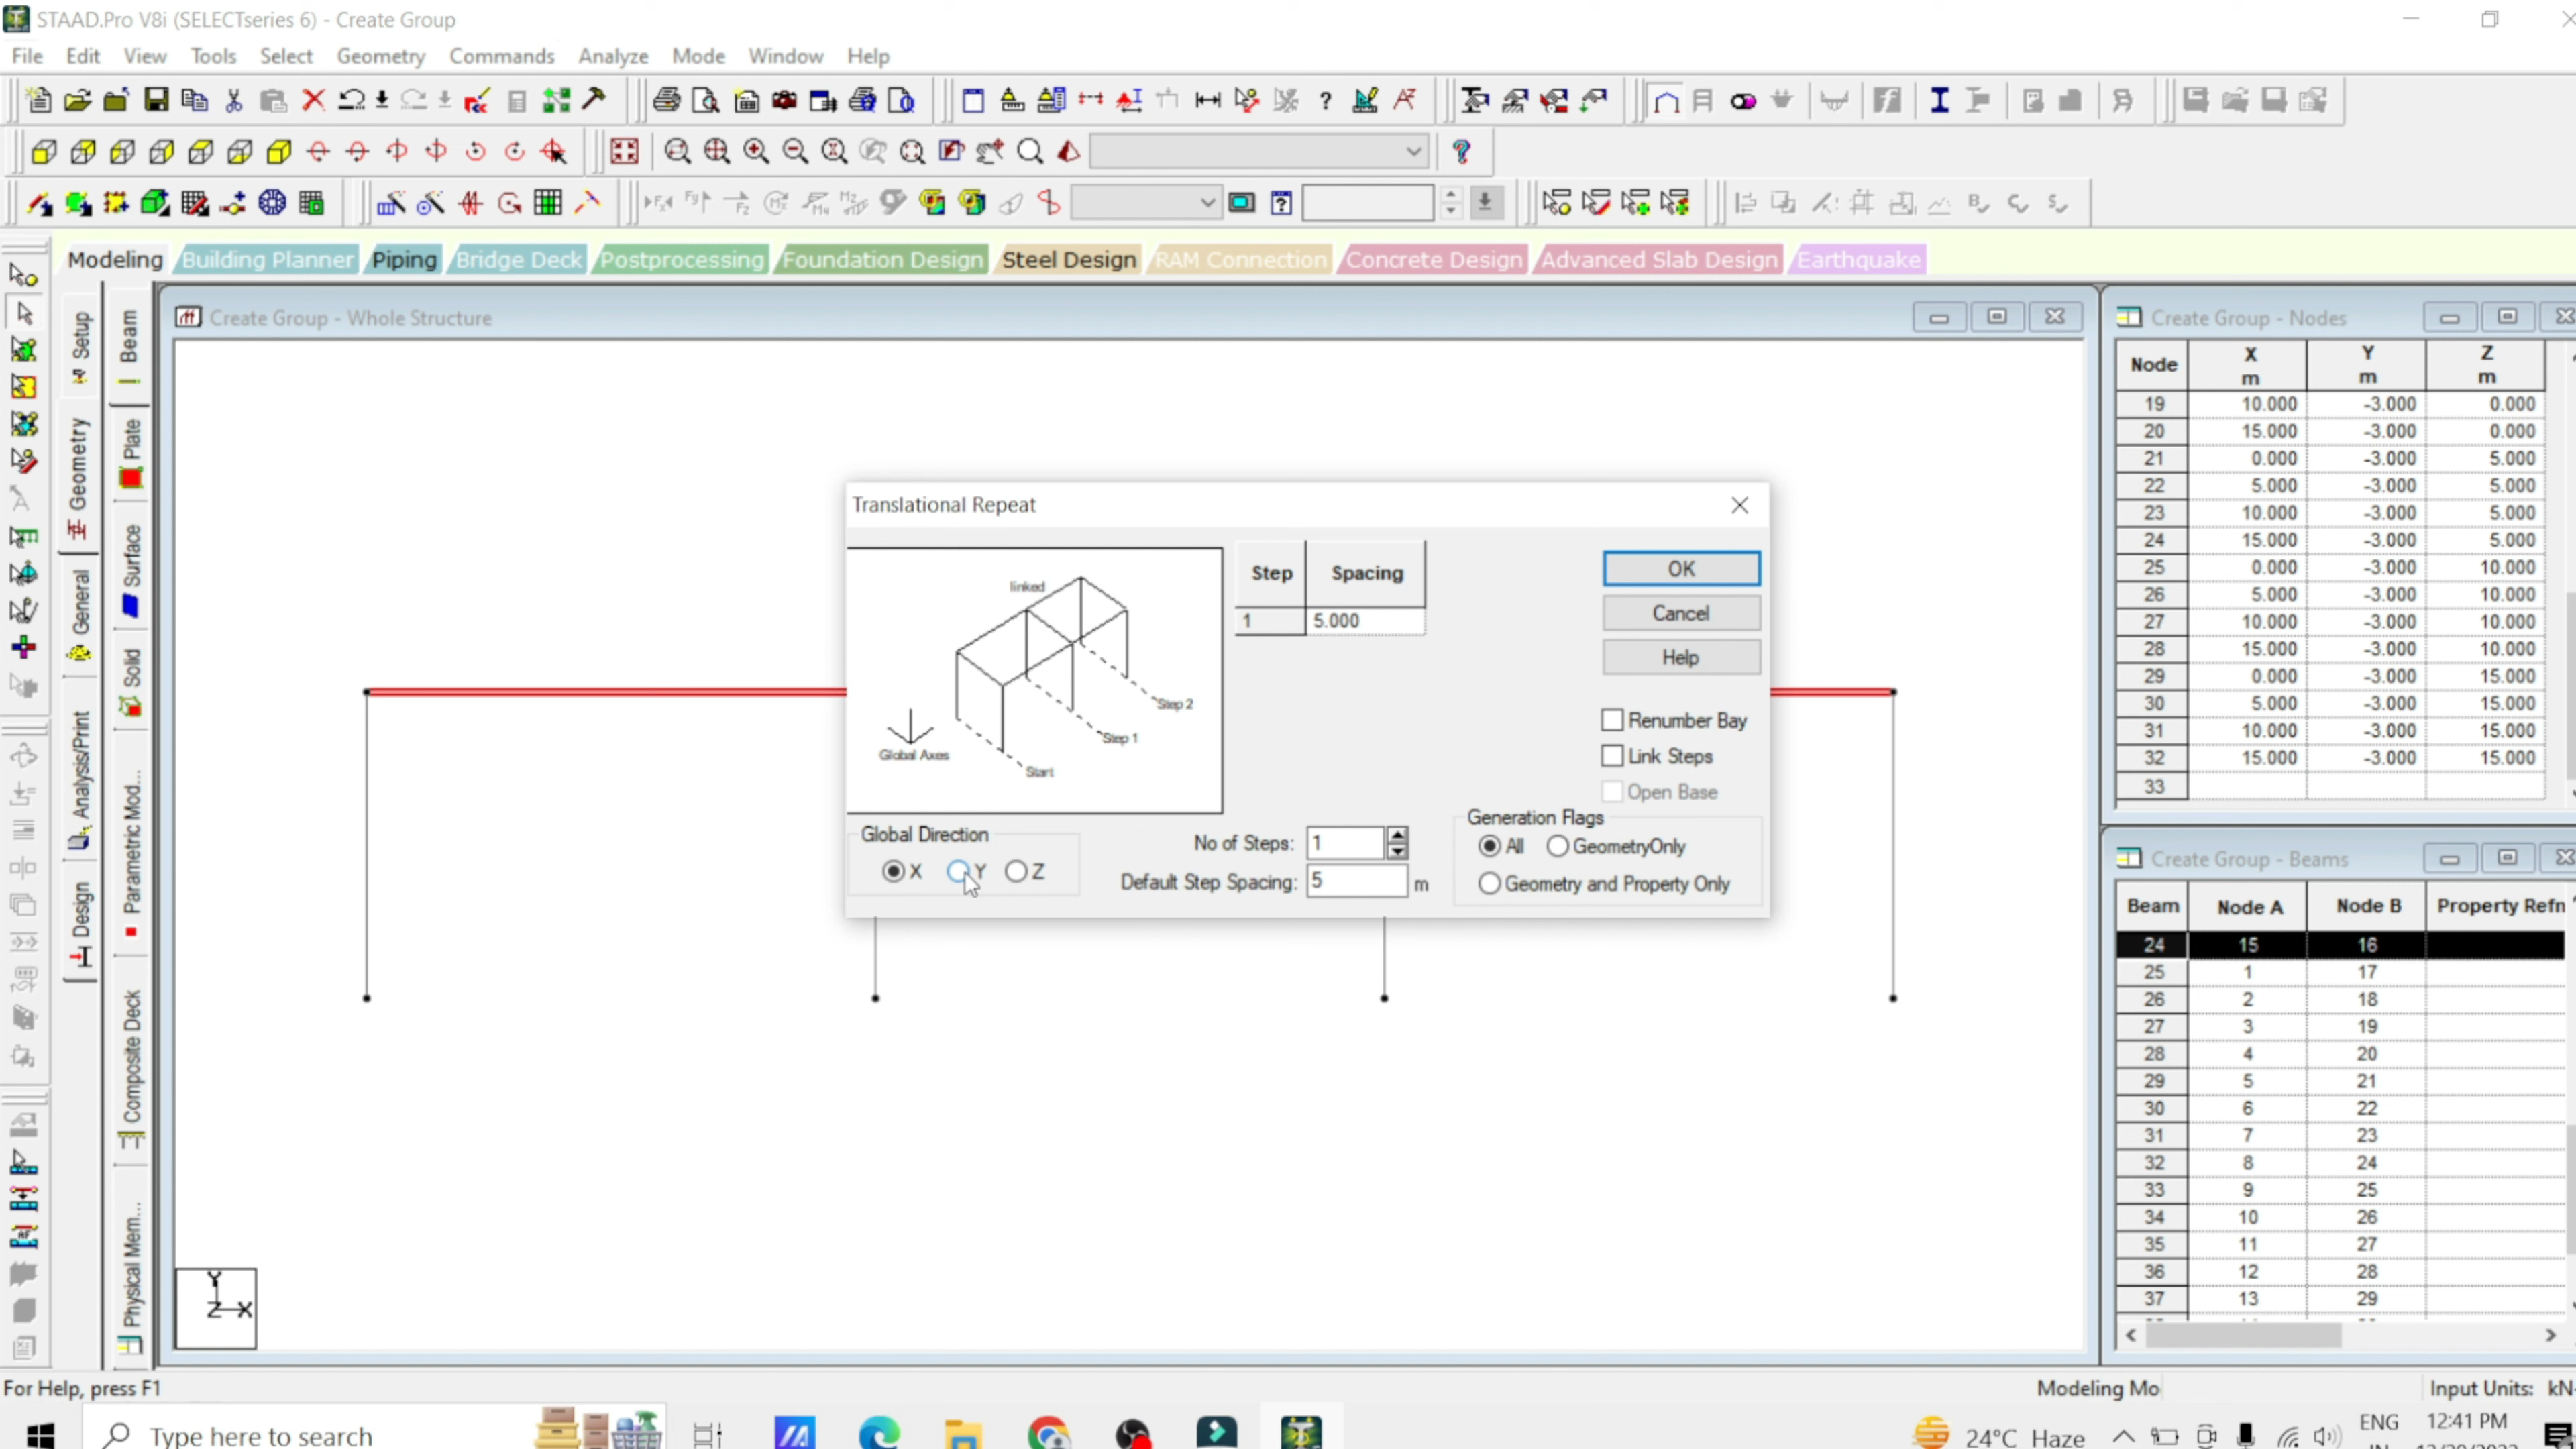 STAAD.Pro V8i (SELECTseries 6) - Create Group
File Edit View Tools Select Geometry Commands Analyze Mode Window Help
Modeling Building Planner Piping Bridge Deck Postprocessing Foundation Design Steel Design RAM Connection Concrete Design Advanced Slab Design Earthquake
Setup
Geometry
General
Analysis/Print
Design
Beam
Plate
Surface
Solid
Parametric Mod...
Composite Deck
Physical Mem...
Create Group - Whole Structure
Translational Repeat
linked
Step 2
Step 1
Start
Global Axes
Step Spacing
1 5.000
OK
Cancel
Help
Renumber Bay
Link Steps
Open Base
Global Direction
X Y Z
No of Steps: 1
Default Step Spacing: 5 m
Generation Flags
All GeometryOnly
Geometry and Property Only
Y
Z X
Create Group - Nodes
Node X m Y m Z m
19 10.000 -3.000 0.000
20 15.000 -3.000 0.000
21 0.000 -3.000 5.000
22 5.000 -3.000 5.000
23 10.000 -3.000 5.000
24 15.000 -3.000 5.000
25 0.000 -3.000 10.000
26 5.000 -3.000 10.000
27 10.000 -3.000 10.000
28 15.000 -3.000 10.000
29 0.000 -3.000 15.000
30 5.000 -3.000 15.000
31 10.000 -3.000 15.000
32 15.000 -3.000 15.000
33
Create Group - Beams
Beam Node A Node B Property Refn
24 15 16
25 1 17
26 2 18
27 3 19
28 4 20
29 5 21
30 6 22
31 7 23
32 8 24
33 9 25
34 10 26
35 11 27
36 12 28
37 13 29
For Help, press F1
Modeling Mo
Input Units: kN-
Type here to search
24°C Haze
ENG
12:41 PM